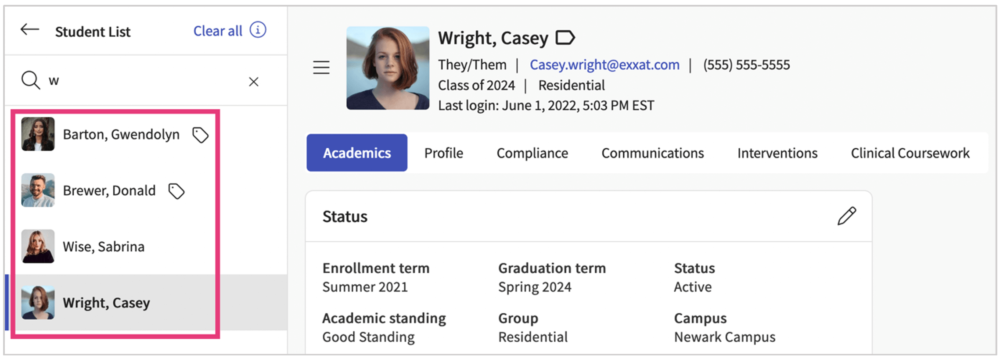 Student List Clear all
w
Barton, Gwendolyn
Brewer, Donald
Wise, Sabrina
Wright, Casey
Wright, Casey
They/Them | Casey.wright@exxat.com | (555) 555-5555
Class of 2024 | Residential
Last login: June 1, 2022, 5:03 PM EST
Academics Profile Compliance Communications Interventions Clinical Coursework
Status
Enrollment term Graduation term Status
Summer 2021 Spring 2024 Active
Academic standing Group Campus
Good Standing Residential Newark Campus